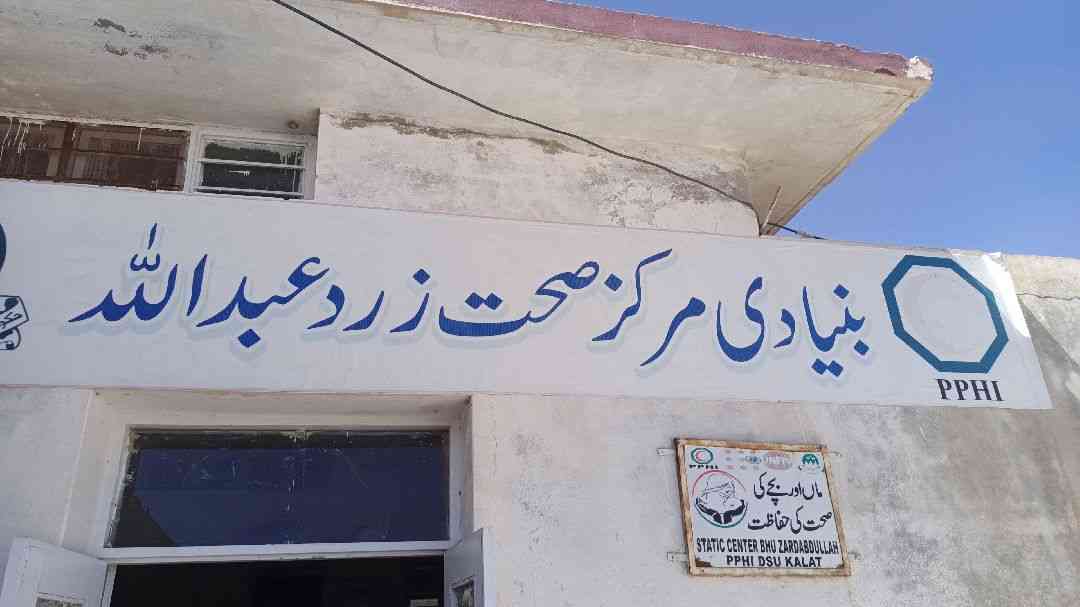 بنیادی مرکز صحت زرد عبداللہ
PPHI
PPHI
ماں اور بچے کی
صحت کی حفاظت
STATIC CENTER BHU ZARDABDULLAH
PPHI DSU KALAT